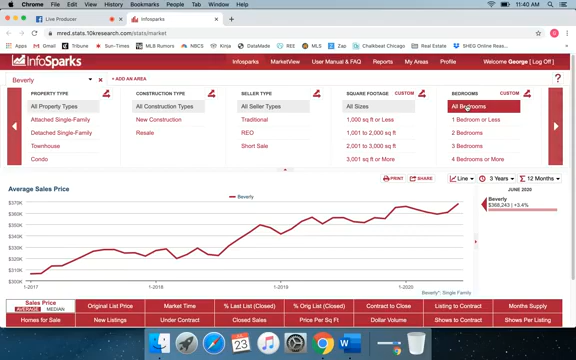 Chrome File Edit View History Bookmarks People Tab Window Help 11:40 AM
Live Producer Infosparks
mred.stats.10kresearch.com/stats/market
Apps Gmail Tribune Sun-Times MLB Rumors NBCS Kinja DataMade REE Chalkbeat Chicago Real Estate SHEG Online Resour...
InfoSparks Infosparks MarketView User Manual & FAQ Reports My Areas Profile Welcome George [ Log Off ]
Beverly + ADD AN AREA ?
PROPERTY TYPE CONSTRUCTION TYPE SELLER TYPE SQUARE FOOTAGE CUSTOM BEDROOMS CUSTOM
All Property Types All Construction Types All Seller Types All Sizes All Bedrooms
Attached Single-Family New Construction Traditional 1,000 sq ft or Less 1 Bedroom or Less
Detached Single-Family Resale REO 1,001 to 2,000 sq ft 2 Bedrooms
Townhouse Short Sale 2,001 to 3,000 sq ft 3 Bedrooms
Condo 3,001 sq ft or More 4 Bedrooms or More
PRINT SHARE Line 3 Years 12 Months
Average Sales Price
Beverly
JUNE 2020
Beverly
$368,243 | +3.4%
$370K
$360K
$350K
$340K
$330K
$320K
$310K
$300K
1-2017 1-2018 1-2019 1-2020
Beverly*: Single Family
Sales Price Original List Price Market Time % Last List (Closed) % Orig List (Closed) Contract to Close Listing to Contract Months Supply
AVERAGE MEDIAN
Homes for Sale New Listings Under Contract Closed Sales Price Per Sq Ft Dollar Volume Shows to Contract Shows Per Listing
23